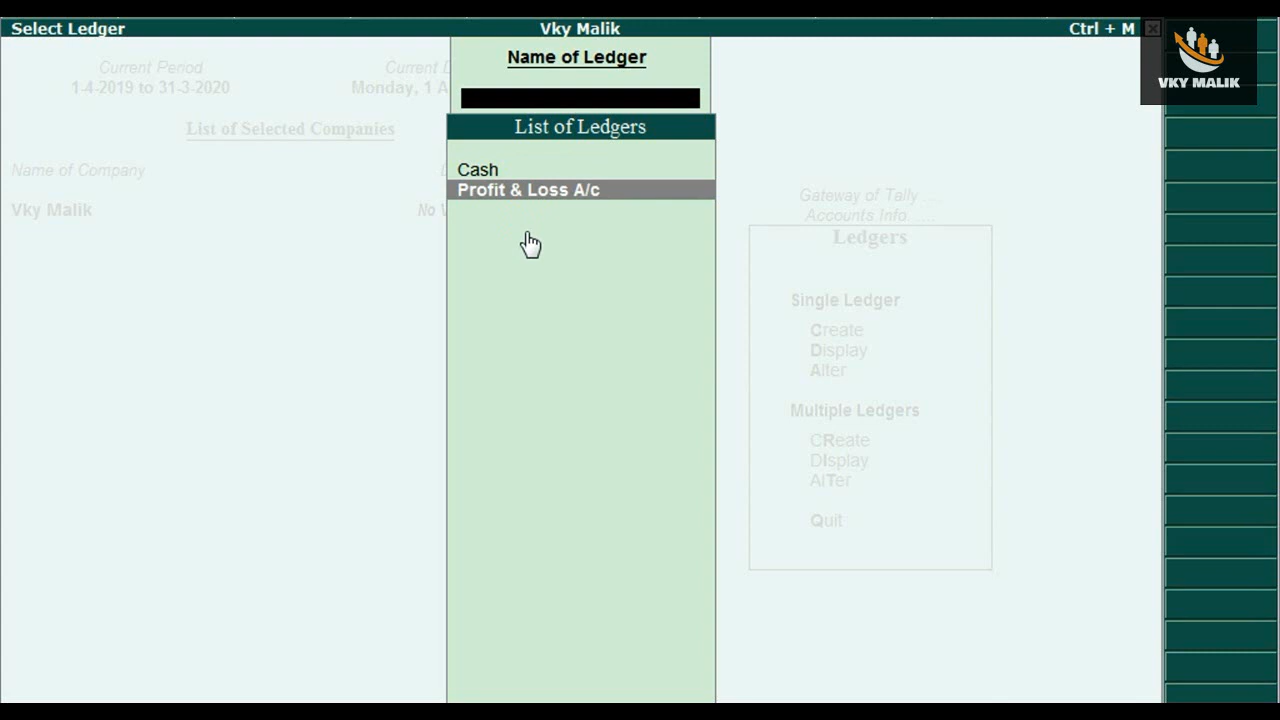 Select Ledger
Vky Malik
Ctrl + M
Name of Ledger
Current Period
1-4-2019 to 31-3-2020
Current D
Monday, 1 A
List of Selected Companies
Name of Company
Vky Malik
No V
List of Ledgers
Cash
Profit & Loss A/c
Gateway of Tally ....
Accounts Info. ....
Ledgers
Single Ledger
Create
Display
Alter
Multiple Ledgers
CReate
DIsplay
AlTer
Quit
VKY MALIK